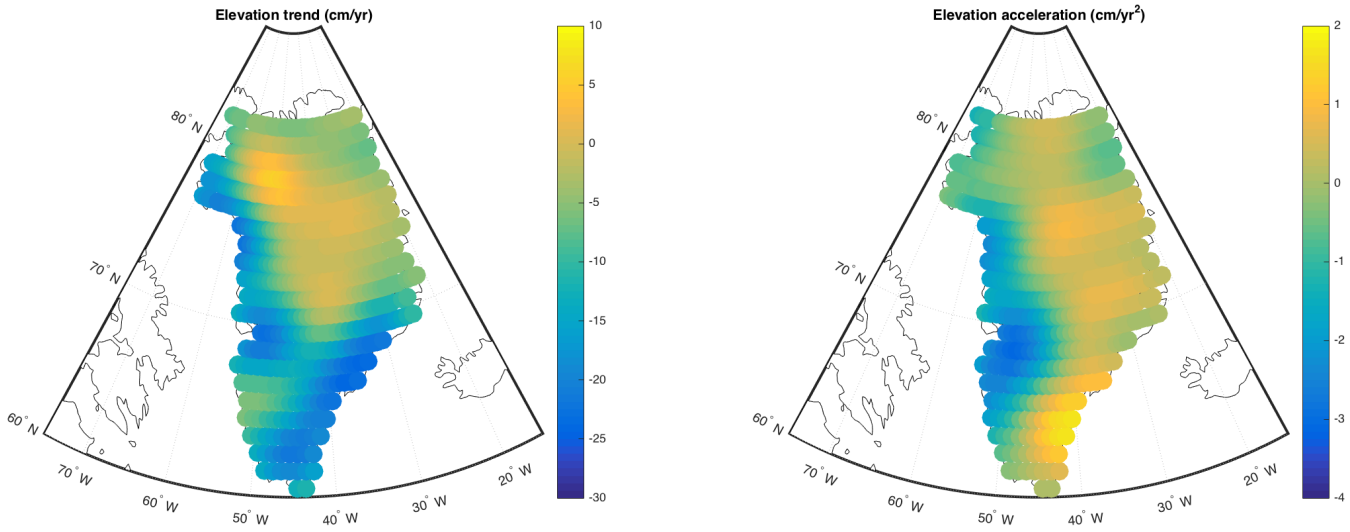 Elevation trend (cm/yr)
80° N
70° N
60° N
70° W
60° W
50° W
40° W
30° W
20° W
10
5
0
-5
-10
-15
-20
-25
-30
Elevation acceleration (cm/yr²)
80° N
70° N
60° N
70° W
60° W
50° W
40° W
30° W
20° W
2
1
0
-1
-2
-3
-4